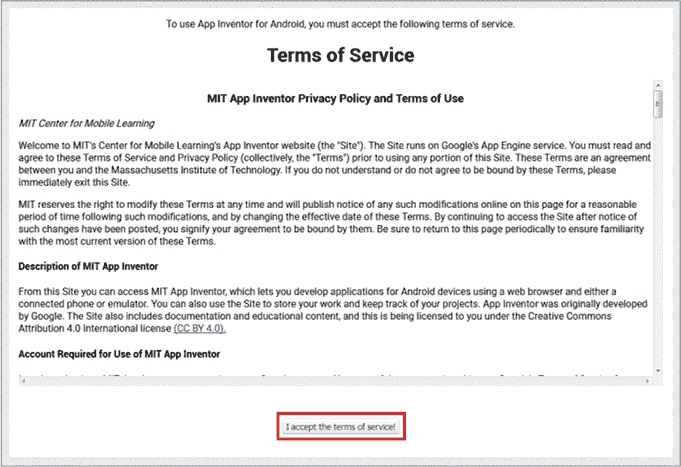 To use App Inventor for Android, you must accept the following terms of service.
Terms of Service
MIT App Inventor Privacy Policy and Terms of Use
MIT Center for Mobile Learning
Welcome to MIT's Center for Mobile Learning's App Inventor website (the "Site"). The Site runs on Google's App Engine service. You must read and
agree to these Terms of Service and Privacy Policy (collectively, the "Terms") prior to using any portion of this Site. These Terms are an agreement
between you and the Massachusetts Institute of Technology. If you do not understand or do not agree to be bound by these Terms, please
immediately exit this Site.
MIT reserves the right to modify these Terms at any time and will publish notice of any such modifications online on this page for a reasonable
period of time following such modifications, and by changing the effective date of these Terms. By continuing to access the Site after notice of
such changes have been posted, you signify your agreement to be bound by them. Be sure to return to this page periodically to ensure familiarity
with the most current version of these Terms.
Description of MIT App Inventor
From this Site you can access MIT App Inventor, which lets you develop applications for Android devices using a web browser and either a
connected phone or emulator. You can also use the Site to store your work and keep track of your projects. App Inventor was originally developed
by Google. The Site also includes documentation and educational content, and this is being licensed to you under the Creative Commons
Attribution 4.0 International license (CC BY 4.0).
Account Required for Use of MIT App Inventor
I accept the terms of service!